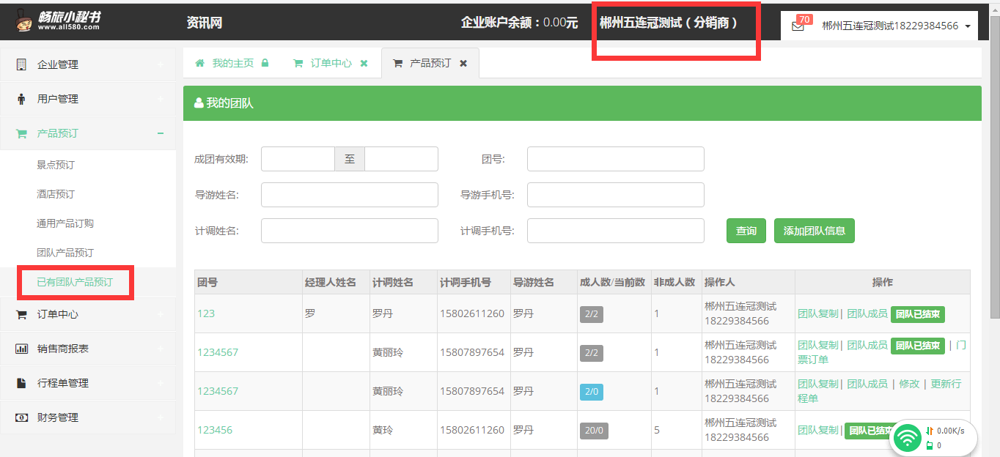 畅旅小秘书
www.all580.com
资讯网
企业账户余额：0.00元
郴州五连冠测试（分销商）
70
郴州五连冠测试18229384566
企业管理
用户管理
产品预订
景点预订
酒店预订
通用产品订购
团队产品预订
已有团队产品预订
订单中心
销售商报表
行程单管理
财务管理
我的主页 订单中心 产品预订
我的团队
成团有效期: 至 团号:
导游姓名: 导游手机号:
计调姓名: 计调手机号: 查询 添加团队信息
团号 经理人姓名 计调姓名 计调手机号 导游姓名 成人数/当前数 非成人数 操作人 操作
123 罗 罗丹 15802611260 罗丹 2/2 1 郴州五连冠测试 18229384566 团队复制| 团队成员 团队已结束
1234567 黄丽玲 15807897654 罗丹 2/2 1 郴州五连冠测试 18229384566 团队复制| 团队成员 团队已结束 | 门票订单
1234567 黄丽玲 15807897654 罗丹 2/0 1 郴州五连冠测试 18229384566 团队复制| 团队成员 | 修改 | 更新行程单
123456 黄玲 15802611260 罗丹 20/0 5 郴州五连冠测试 18229384566 团队复制| 团队已结束
0.00K/s
0